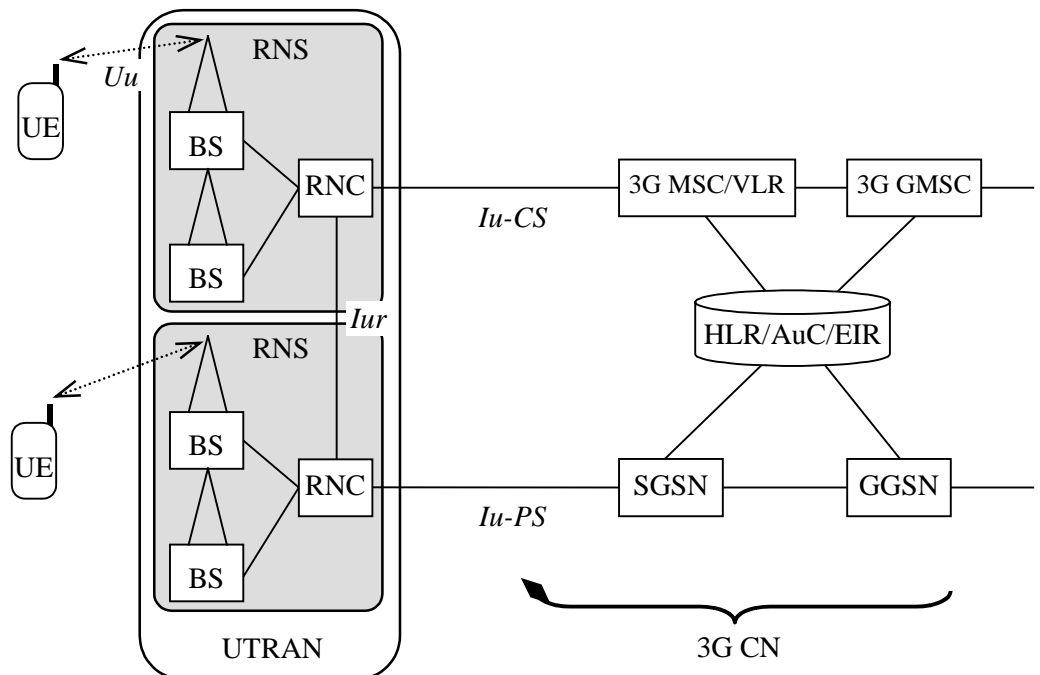 RNS
Uu
UE
BS
RNC
3G MSC/VLR
3G GMSC
Iu-CS
BS
Iur
HLR/AuC/EIR
RNS
BS
UE
RNC
SGSN
GGSN
Iu-PS
BS
UTRAN
3G CN